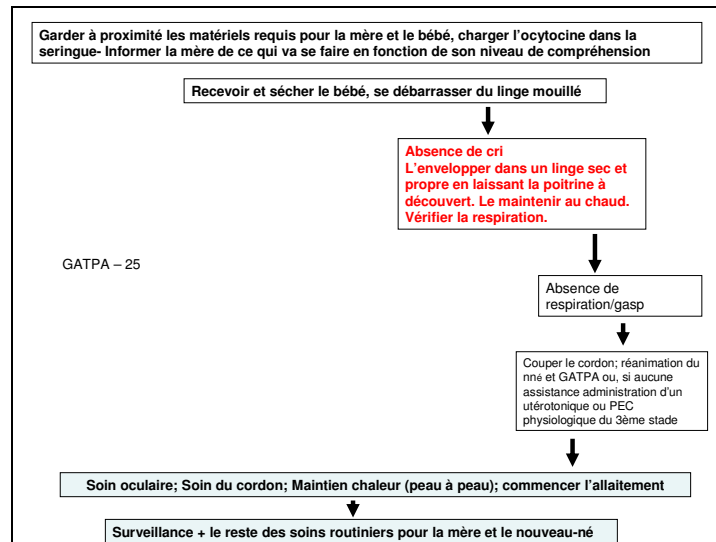 Garder à proximité les matériels requis pour la mère et le bébé, charger l'ocytocine dans la
seringue- Informer la mère de ce qui va se faire en fonction de son niveau de compréhension
Recevoir et sécher le bébé, se débarrasser du linge mouillé
Absence de cri
L'envelopper dans un linge sec et
propre en laissant la poitrine à
découvert. Le maintenir au chaud.
Vérifier la respiration.
GATPA – 25
Absence de
respiration/gasp
Couper le cordon; réanimation du
nné et GATPA ou, si aucune
assistance administration d'un
utérotonique ou PEC
physiologique du 3ème stade
Soin oculaire; Soin du cordon; Maintien chaleur (peau à peau); commencer l'allaitement
Surveillance + le reste des soins routiniers pour la mère et le nouveau-né